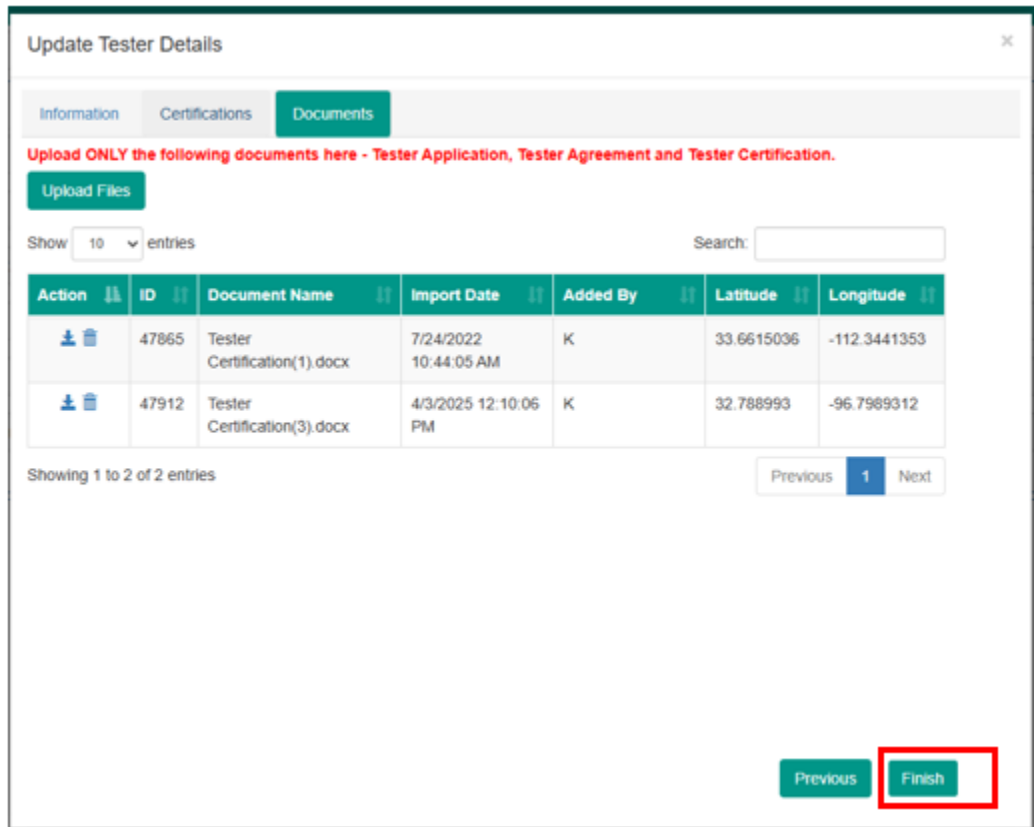 Update Tester Details ×
Information Certifications Documents
Upload ONLY the following documents here - Tester Application, Tester Agreement and Tester Certification.
Upload Files
Show 10 entries Search:
Action ID Document Name Import Date Added By Latitude Longitude
47865 Tester 7/24/2022 K 33.6615036 -112.3441353
Certification(1).docx 10:44:05 AM
47912 Tester 4/3/2025 12:10:06 K 32.788993 -96.7989312
Certification(3).docx PM
Showing 1 to 2 of 2 entries Previous 1 Next
Previous Finish